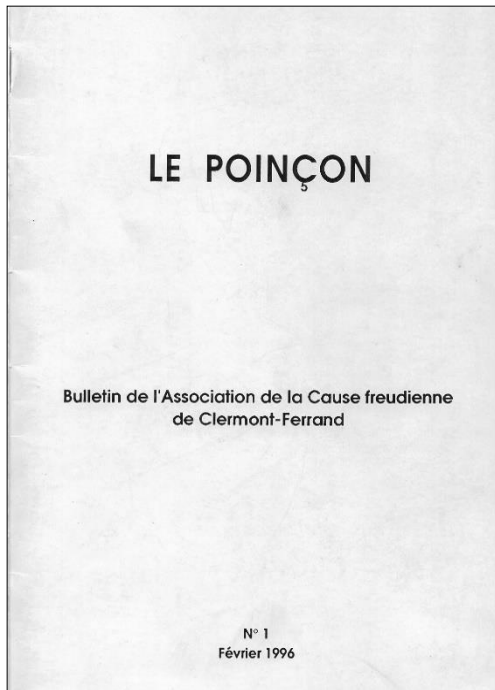 LE POINÇON
Bulletin de l'Association de la Cause freudienne
de Clermont-Ferrand
N° 1
Février 1996